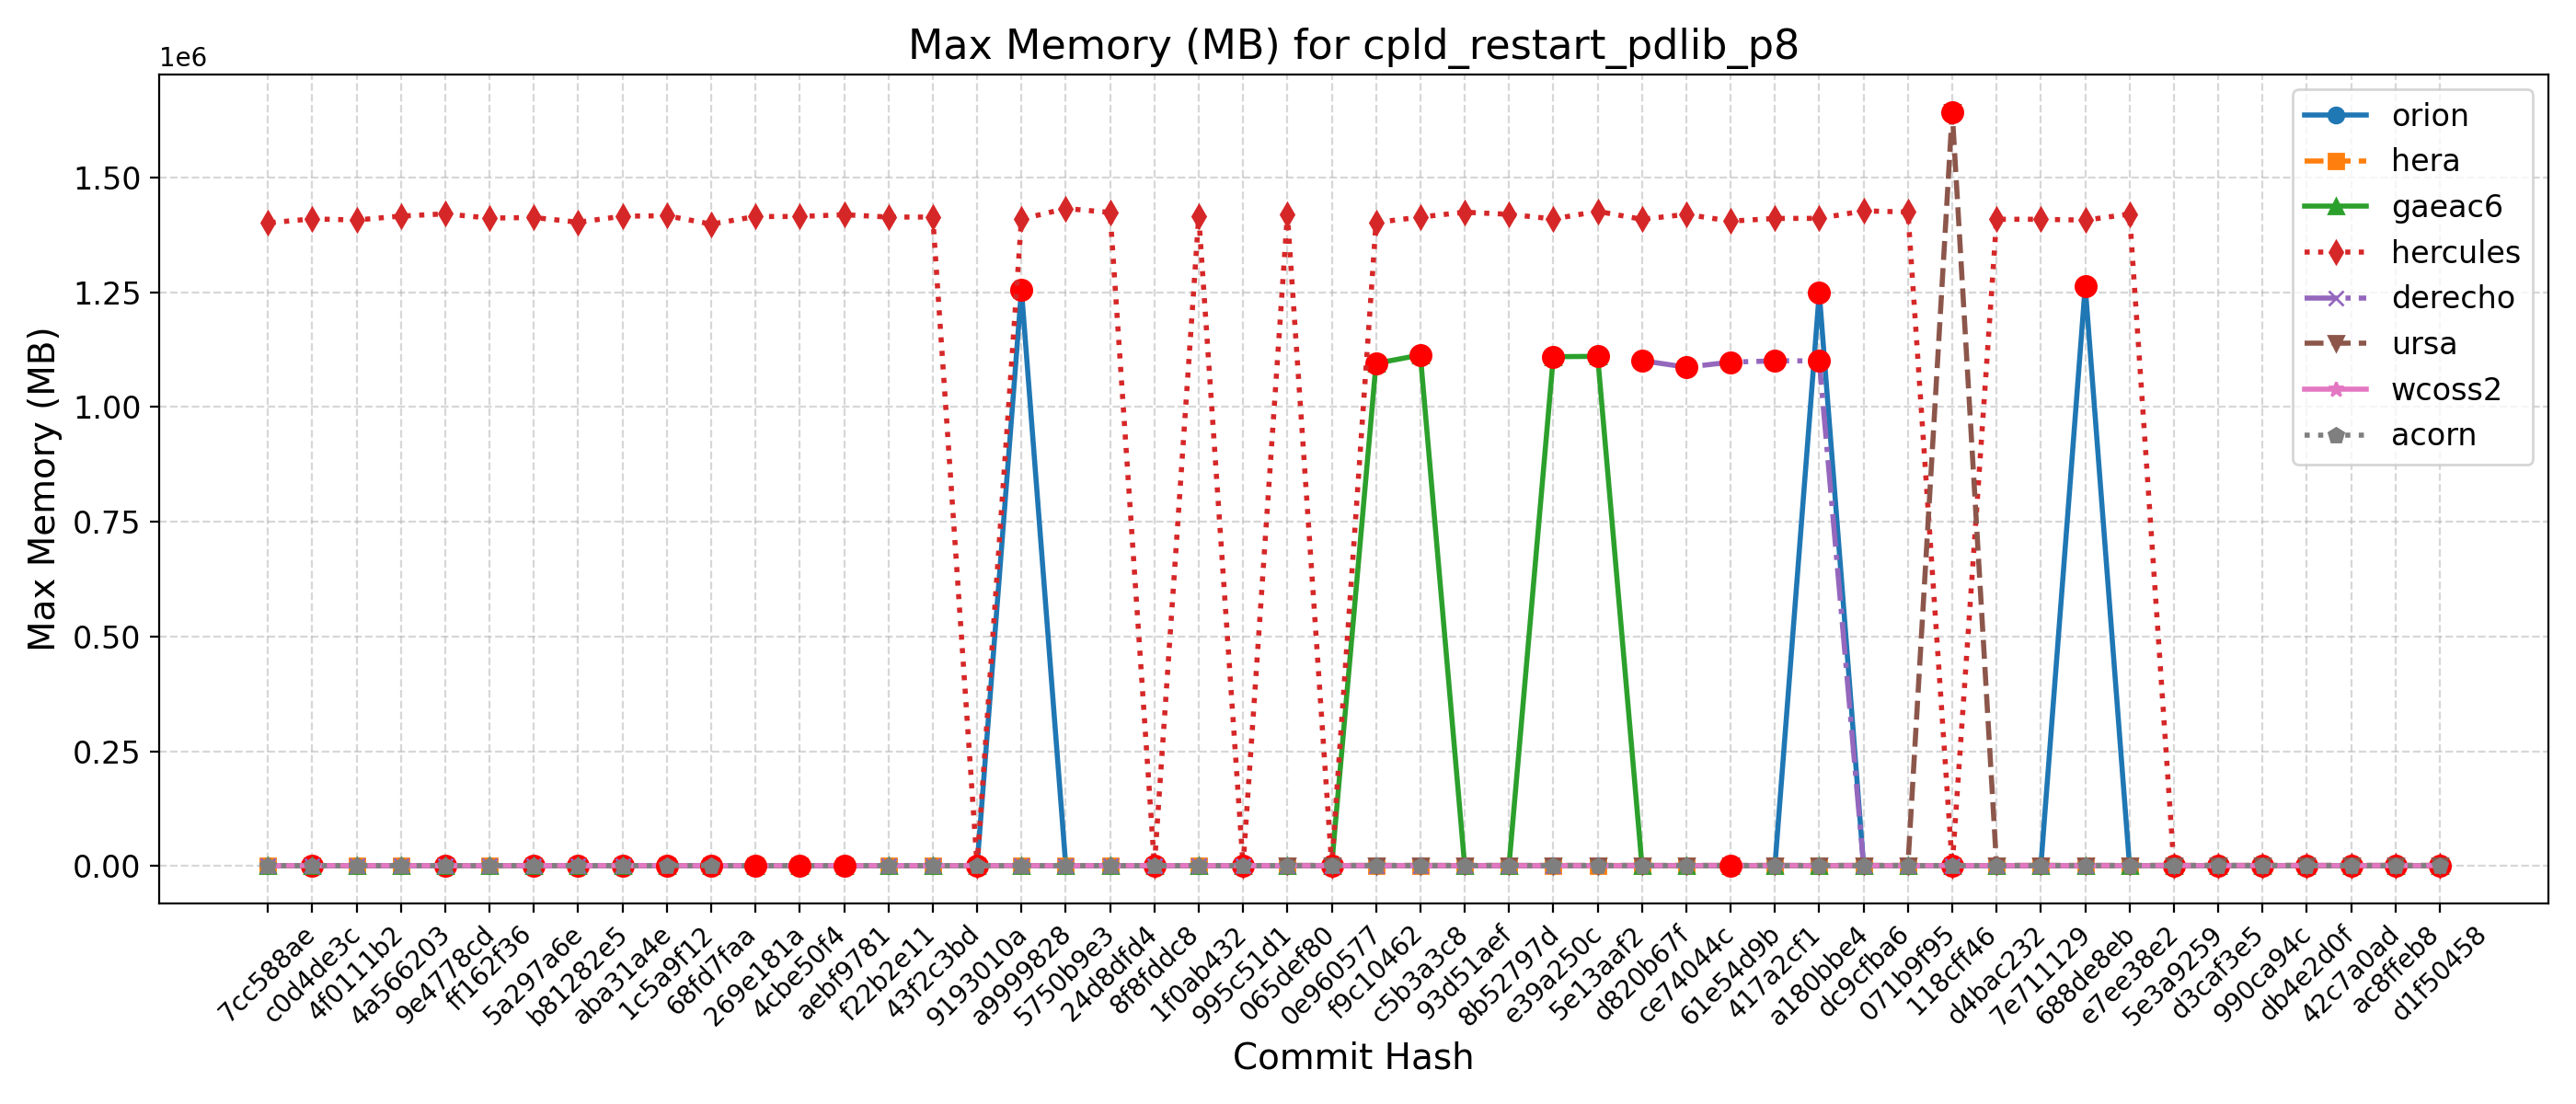 Max Memory (MB) for cpld_restart_pdlib_p8
1e6
1.50
1.25
1.00
0.75
0.50
0.25
0.00
Max Memory (MB)
orion
hera
gaeac6
hercules
derecho
ursa
wcoss2
acorn
7cc588ae
c0d4de3c
4f0111b2
4a566203
9e4778cd
ff162f36
5a297a6e
b81282e5
aba31a4e
1c5a9f12
68fd7faa
269e181a
4cbe50f4
aebf9781
f22b2e11
43f2c3bd
9193010a
a9999828
5750b9e3
24d8dfd4
8f8fddc8
1f0ab432
995c51d1
065def80
0e960577
f9c10462
c5b3a3c8
93d51aef
8b52797d
e39a250c
5e13aaf2
d820b67f
ce74044c
61e54d9b
417a2cf1
a180bbe4
dc9cfba6
071b9f95
118cff46
d4bac232
7e711129
688de8eb
e7ee38e2
5e3a9259
d3caf3e5
990ca94c
db4e2d0f
42c7a0ad
ac8ffeb8
d1f50458
Commit Hash